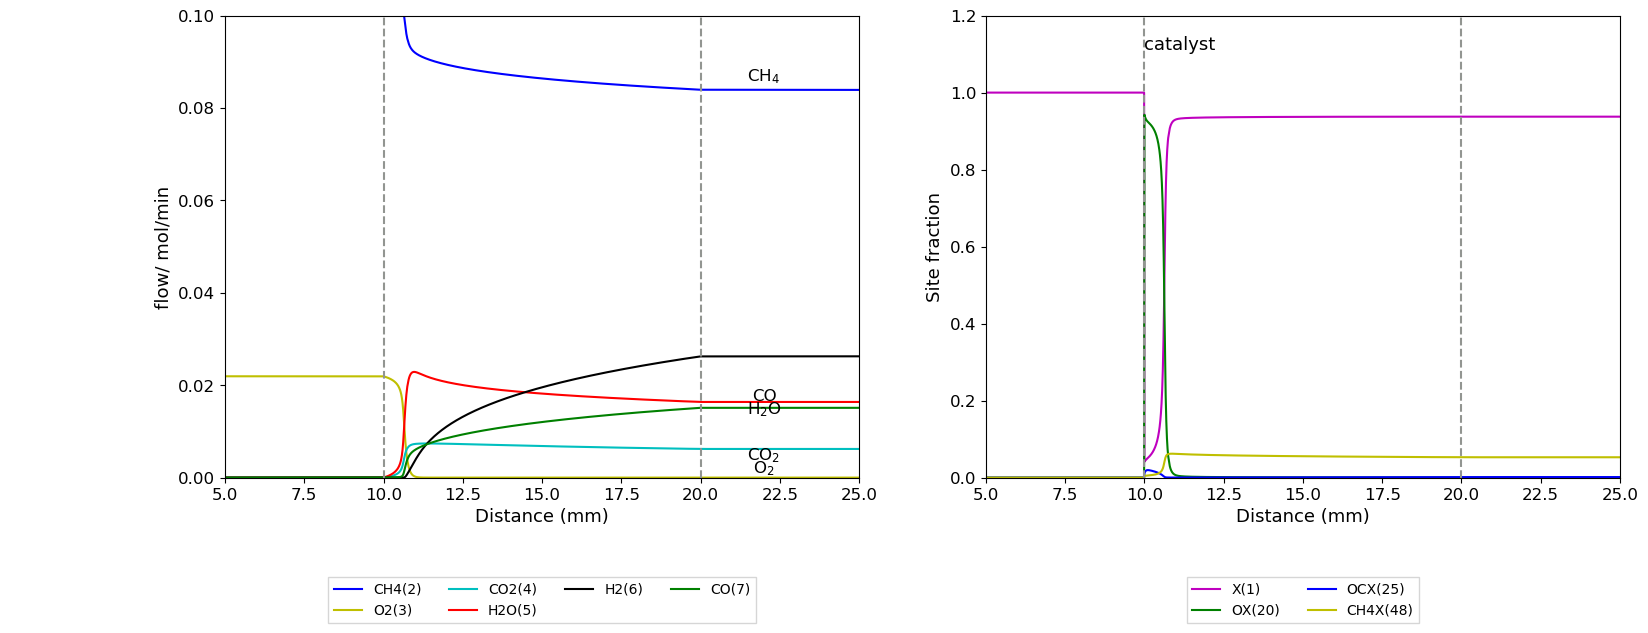 0.10
0.08
0.06
0.04
0.02
0.00
flow/ mol/min
CH4
CO
H2O
CO2
O2
5.0 7.5 10.0 12.5 15.0 17.5 20.0 22.5 25.0
Distance (mm)
CH4(2) CO2(4) H2(6) CO(7)
O2(3) H2O(5)
1.2
1.0
0.8
0.6
0.4
0.2
0.0
Site fraction
catalyst
5.0 7.5 10.0 12.5 15.0 17.5 20.0 22.5 25.0
Distance (mm)
X(1) OCX(25)
OX(20) CH4X(48)